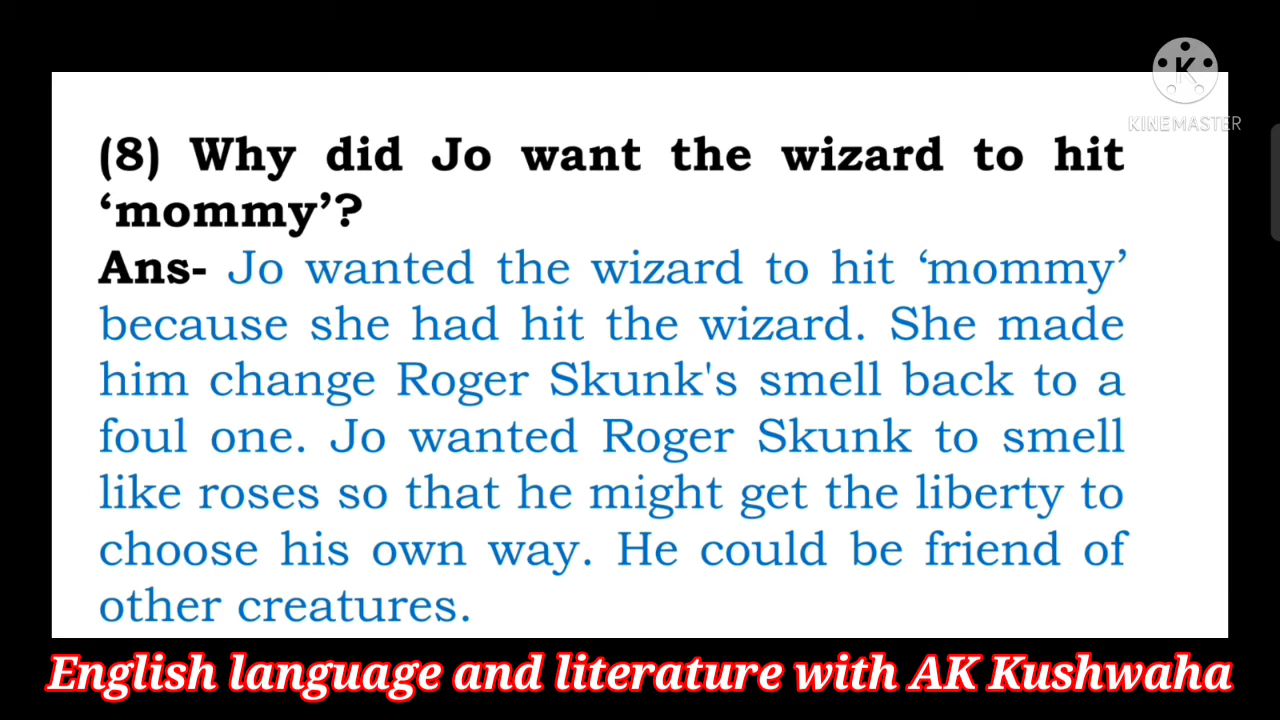 K
KINEMASTER
(8) Why did Jo want the wizard to hit
‘mommy’?
Ans- Jo wanted the wizard to hit ‘mommy’
because she had hit the wizard. She made
him change Roger Skunk's smell back to a
foul one. Jo wanted Roger Skunk to smell
like roses so that he might get the liberty to
choose his own way. He could be friend of
other creatures.
English language and literature with AK Kushwaha